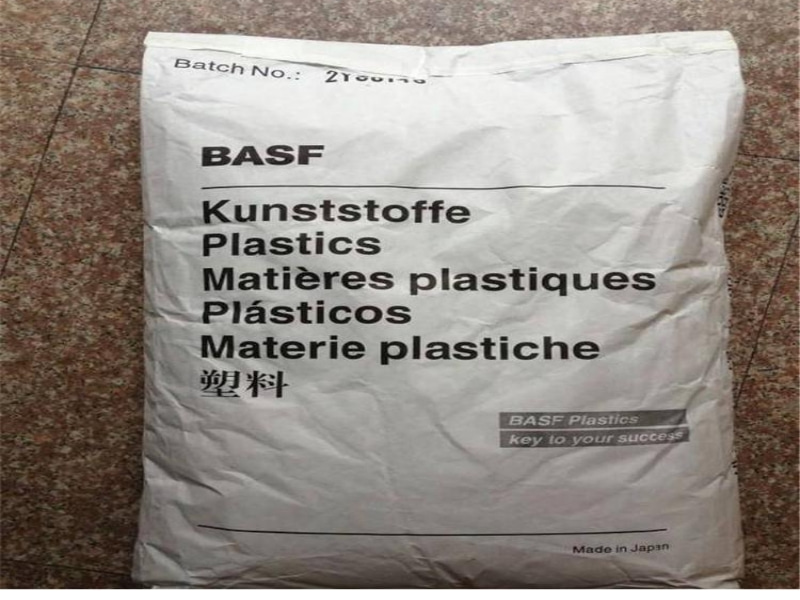 Batch No.:
BASF
Kunststoffe
Plastics
Matières plastiques
Plásticos
Materie plastiche
塑料
BASF Plastics
key to your success
Made in Japan